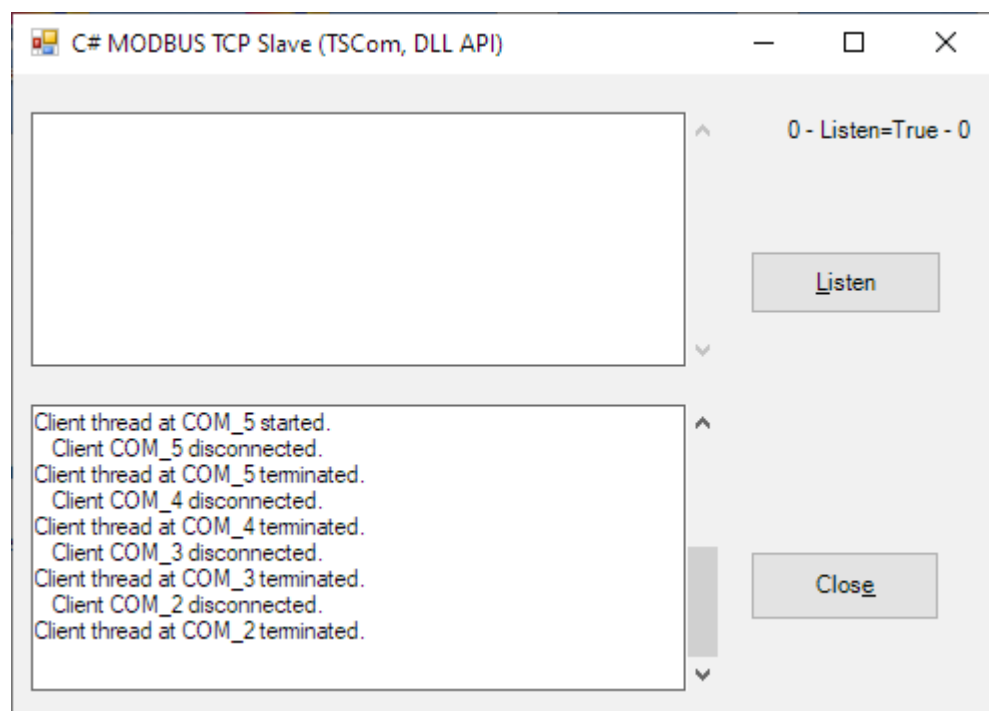 C# MODBUS TCP Slave (TSCom, DLL API)
0 - Listen=True - 0
Listen
Client thread at COM_5 started.
Client COM_5 disconnected.
Client thread at COM_5 terminated.
Client COM_4 disconnected.
Client thread at COM_4 terminated.
Client COM_3 disconnected.
Client thread at COM_3 terminated.
Client COM_2 disconnected.
Client thread at COM_2 terminated.
Close